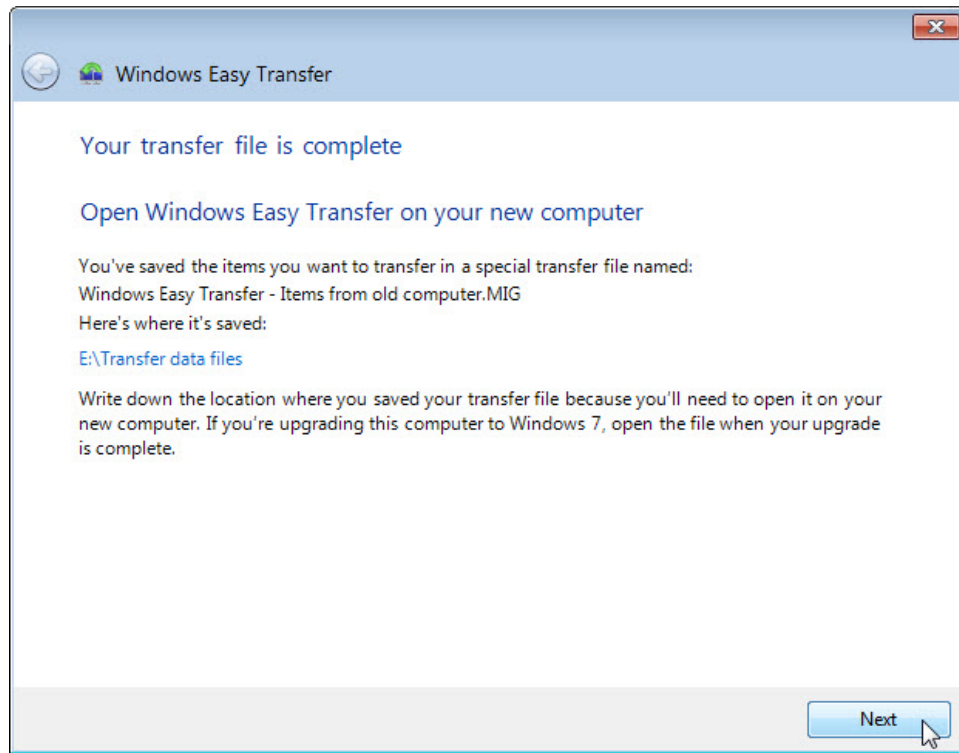 Windows Easy Transfer
Your transfer file is complete
Open Windows Easy Transfer on your new computer
You've saved the items you want to transfer in a special transfer file named:
Windows Easy Transfer - Items from old computer.MIG
Here's where it's saved:
E:\Transfer data files
Write down the location where you saved your transfer file because you'll need to open it on your
new computer. If you're upgrading this computer to Windows 7, open the file when your upgrade
is complete.
Next